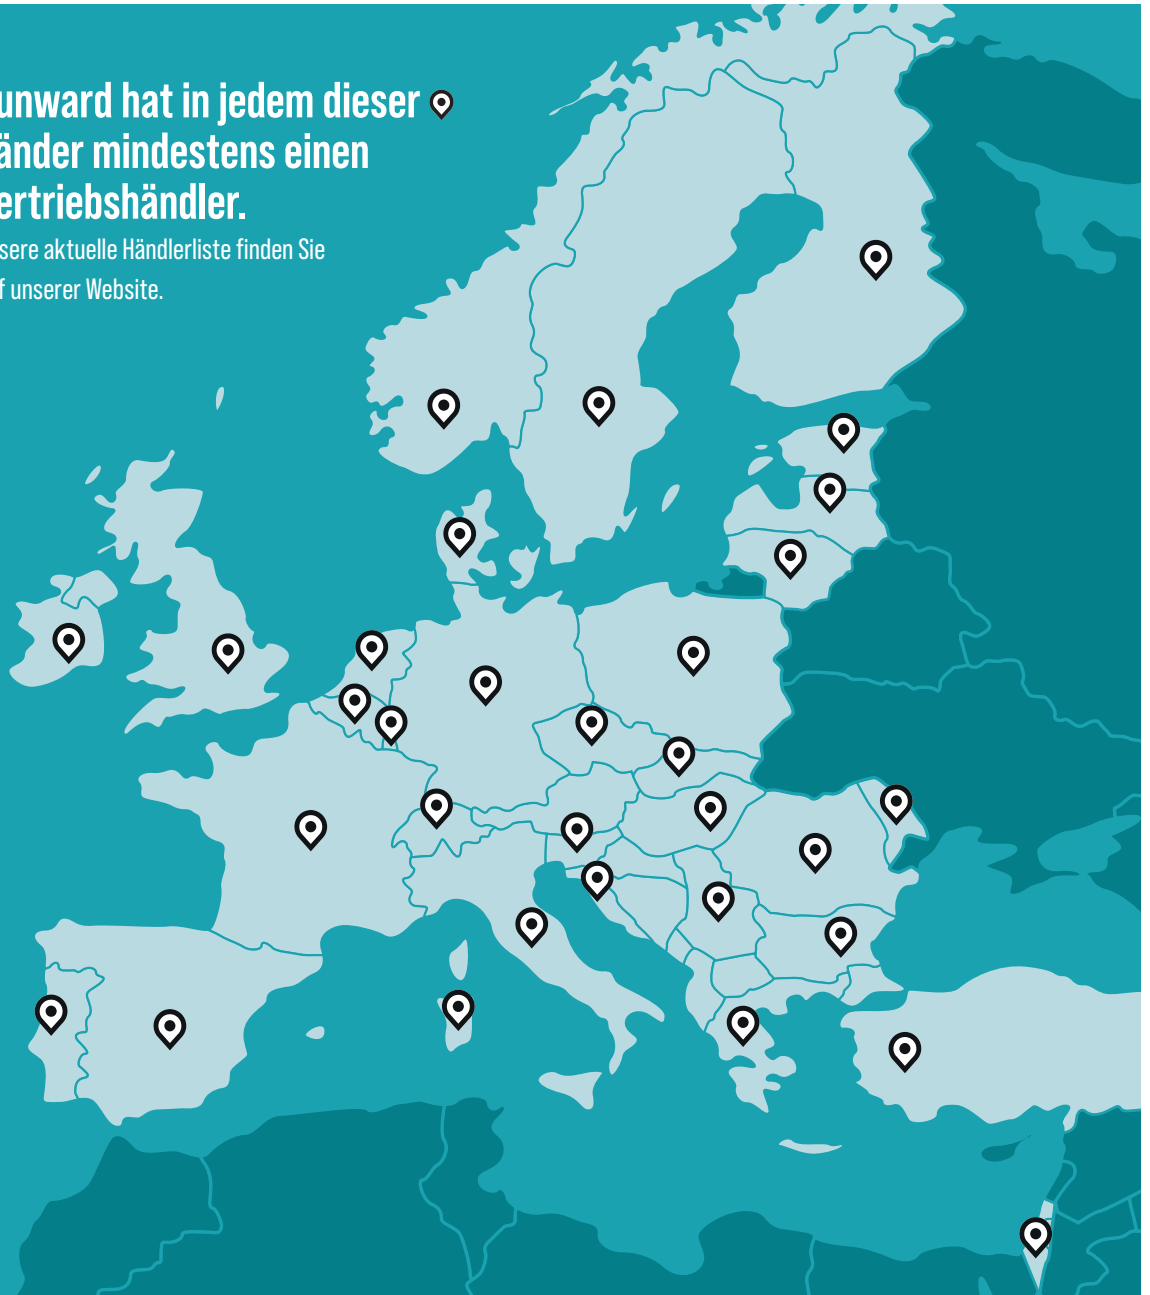 unward hat in jedem dieser
änder mindestens einen
ertriebshändler.
sere aktuelle Händlerliste finden Sie
f unserer Website.